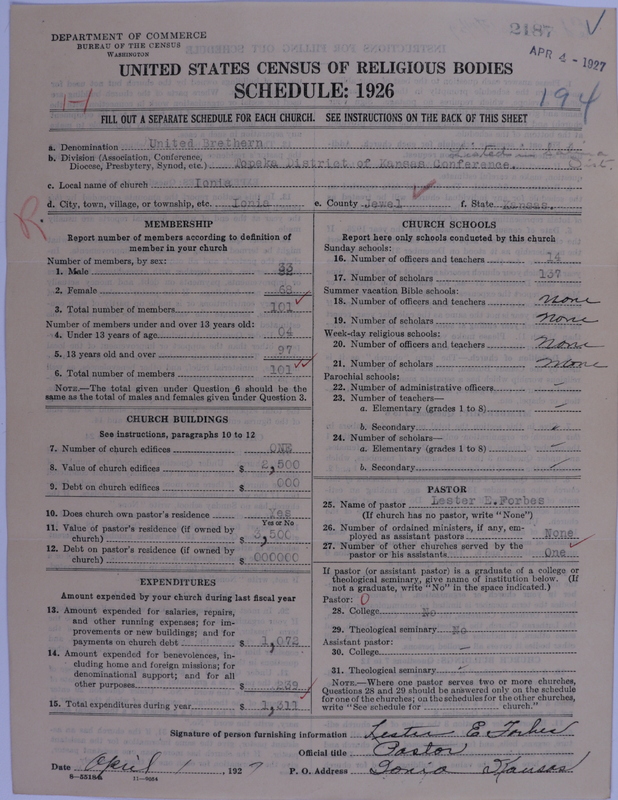 2187
APR 4 - 1927
194
DEPARTMENT OF COMMERCE
BUREAU OF THE CENSUS
WASHINGTON
UNITED STATES CENSUS OF RELIGIOUS BODIES
SCHEDULE: 1926
FILL OUT A SEPARATE SCHEDULE FOR EACH CHURCH. SEE INSTRUCTIONS ON THE BACK OF THIS SHEET
a. Denomination United Brethern
b. Division (Association, Conference, Diocese, Presbytery, Synod, etc.) Topeka District of Kansas Conference.
c. Local name of church Ionia
d. City, town, village, or township, etc. Ionia e. County Jewel f. State Kansas.
R.
MEMBERSHIP
Report number of members according to definition of
member in your church
Number of members, by sex:
1. Male 33
2. Female 68
3. Total number of members 101
Number of members under and over 13 years old:
4. Under 13 years of age 04
5. 13 years old and over 97
6. Total number of members 101
NOTE.—The total given under Question 6 should be the
same as the total of males and females given under Question 3.
CHURCH BUILDINGS
See instructions, paragraphs 10 to 12
7. Number of church edifices ONE
8. Value of church edifices $ 2,500
9. Debt on church edifices $ 000
10. Does church own pastor's residence Yes
Yes or No
11. Value of pastor's residence (if owned by
church) $ 3,500
12. Debt on pastor's residence (if owned by
church) $ 000000
EXPENDITURES
Amount expended by your church during last fiscal year
13. Amount expended for salaries, repairs,
and other running expenses; for im-
provements or new buildings; and for
payments on church debt $ 1,072
14. Amount expended for benevolences, in-
cluding home and foreign missions; for
denominational support; and for all
other purposes $ 239
15. Total expenditures during year $ 1,311
CHURCH SCHOOLS
Report here only schools conducted by this church
Sunday schools:
16. Number of officers and teachers 14
17. Number of scholars 137
Summer vacation Bible schools:
18. Number of officers and teachers none
19. Number of scholars None
Week-day religious schools:
20. Number of officers and teachers None
21. Number of scholars None
Parochial schools:
22. Number of administrative officers —
23. Number of teachers—
a. Elementary (grades 1 to 8) —
b. Secondary
24. Number of scholars—
a. Elementary (grades 1 to 8) —
b. Secondary —
PASTOR
25. Name of pastor Lester E.Forbes
(If church has no pastor, write "None")
26. Number of ordained ministers, if any, em-
ployed as assistant pastors None
27. Number of other churches served by the
pastor or his assistants One
If pastor (or assistant pastor) is a graduate of a college or
theological seminary, give name of institution below. (If
not a graduate, write "No" in the space indicated.)
Pastor: 0
28. College No
29. Theological seminary No
Assistant pastor:
30. College —
31. Theological seminary —
NOTE.—Where one pastor serves two or more churches,
Questions 28 and 29 should be answered only on the schedule
for one of the churches; on the schedules for the other churches,
write "See schedule for church."
Signature of person furnishing information Lester E Forbes
Official title Pastor
Date April 1, 1927 P. O. Address Ionia Kansas
11—9084